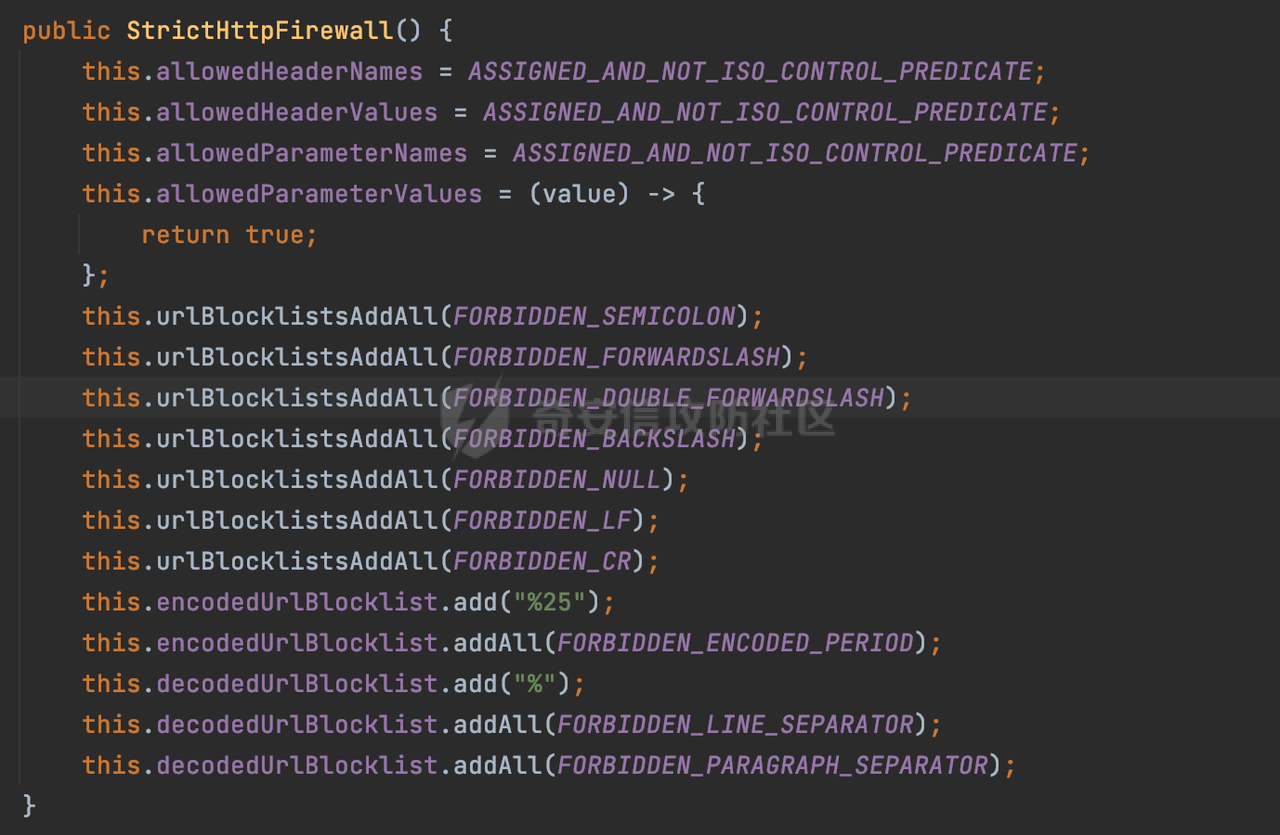 public StrictHttpFirewall() {
    this.allowedHeaderNames = ASSIGNED_AND_NOT_ISO_CONTROL_PREDICATE;
    this.allowedHeaderValues = ASSIGNED_AND_NOT_ISO_CONTROL_PREDICATE;
    this.allowedParameterNames = ASSIGNED_AND_NOT_ISO_CONTROL_PREDICATE;
    this.allowedParameterValues = (value) -> {
        return true;
    };
    this.urlBlocklistsAddAll(FORBIDDEN_SEMICOLON);
    this.urlBlocklistsAddAll(FORBIDDEN_FORWARDSLASH);
    this.urlBlocklistsAddAll(FORBIDDEN_DOUBLE_FORWARDSLASH);
奇安信攻防社区
    this.urlBlocklistsAddAll(FORBIDDEN_BACKSLASH);
    this.urlBlocklistsAddAll(FORBIDDEN_NULL);
    this.urlBlocklistsAddAll(FORBIDDEN_LF);
    this.urlBlocklistsAddAll(FORBIDDEN_CR);
    this.encodedUrlBlocklist.add("%25");
    this.encodedUrlBlocklist.addAll(FORBIDDEN_ENCODED_PERIOD);
    this.decodedUrlBlocklist.add("%");
    this.decodedUrlBlocklist.addAll(FORBIDDEN_LINE_SEPARATOR);
    this.decodedUrlBlocklist.addAll(FORBIDDEN_PARAGRAPH_SEPARATOR);
}